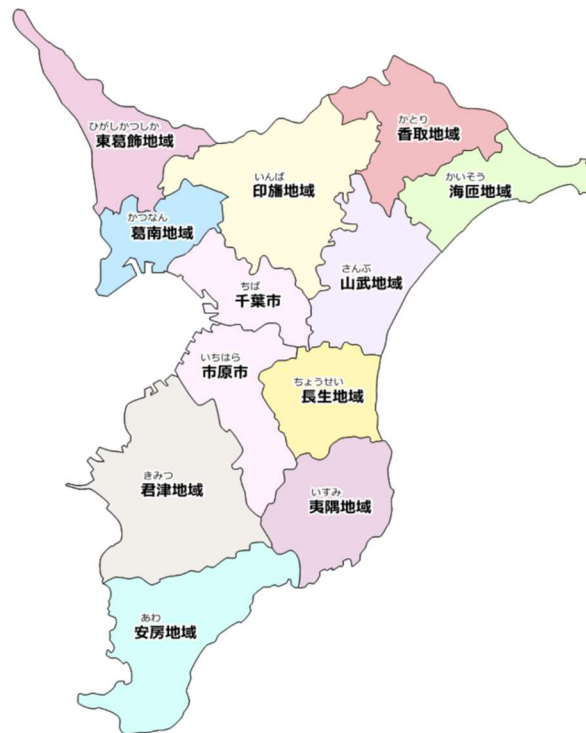 かとり
香取地域
ひがしかつしか
東葛飾地域
かいそう
海匝地域
いんば
印旛地域
かつなん
葛南地域
さんぶ
山武地域
ちば
千葉市
いちはら
市原市
ちょうせい
長生地域
きみつ
君津地域
いすみ
夷隅地域
あわ
安房地域